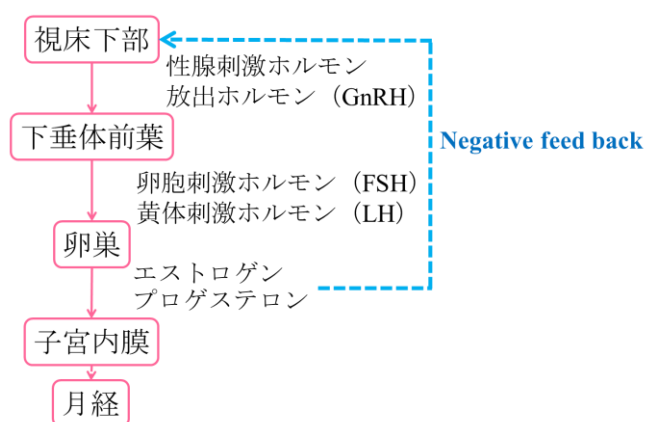 視床下部
性腺刺激ホルモン
放出ホルモン（GnRH）
下垂体前葉
Negative feed back
卵胞刺激ホルモン（FSH）
黄体刺激ホルモン（LH）
卵巣
エストロゲン
プロゲステロン
子宮内膜
月経